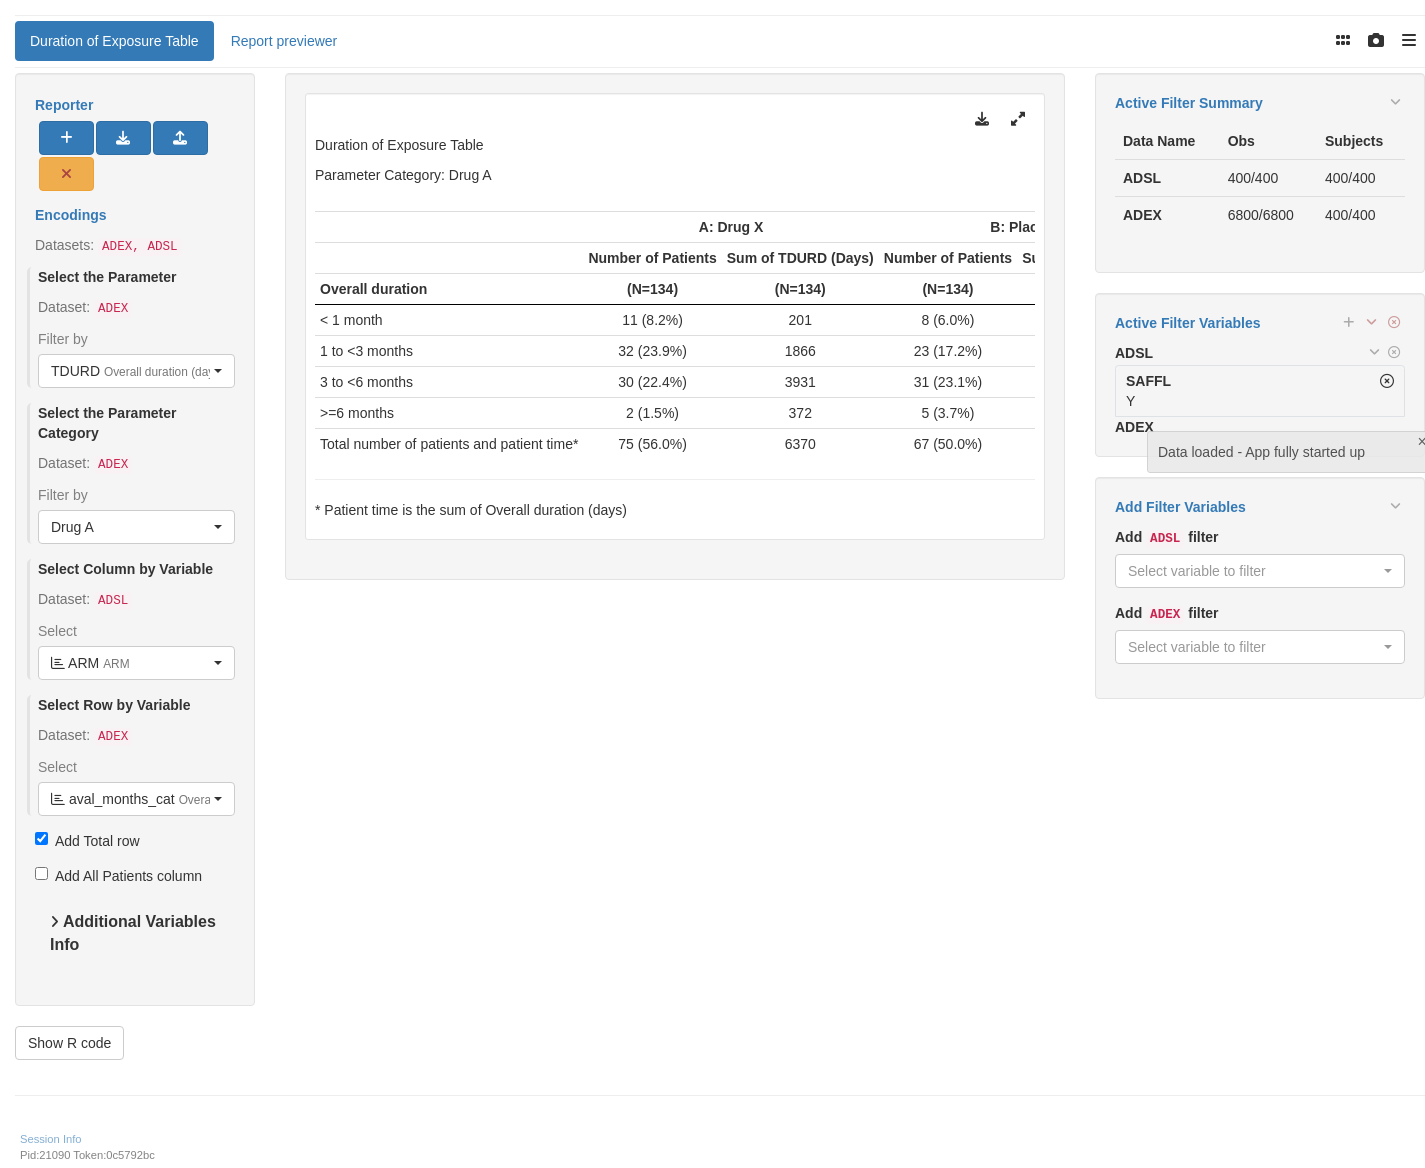 Duration of Exposure Table
Report previewer
Reporter
Encodings
Datasets: ADEX, ADSL
Select the Parameter
Dataset: ADEX
Filter by
TDURD Overall duration (day
Select the Parameter
Category
Dataset: ADEX
Filter by
Drug A
Select Column by Variable
Dataset: ADSL
Select
ARM ARM
Select Row by Variable
Dataset: ADEX
Select
aval_months_cat Overa
Add Total row
Add All Patients column
Additional Variables
Info
Show R code
Duration of Exposure Table
Parameter Category: Drug A
A: Drug X B: Plac
Number of Patients Sum of TDURD (Days) Number of Patients Su
Overall duration (N=134) (N=134) (N=134)
< 1 month 11 (8.2%) 201 8 (6.0%)
1 to <3 months 32 (23.9%) 1866 23 (17.2%)
3 to <6 months 30 (22.4%) 3931 31 (23.1%)
>=6 months 2 (1.5%) 372 5 (3.7%)
Total number of patients and patient time* 75 (56.0%) 6370 67 (50.0%)
* Patient time is the sum of Overall duration (days)
Active Filter Summary
Data Name Obs Subjects
ADSL 400/400 400/400
ADEX 6800/6800 400/400
Active Filter Variables
ADSL
SAFFL
Y
ADEX
Data loaded - App fully started up
Add Filter Variables
Add ADSL filter
Select variable to filter
Add ADEX filter
Select variable to filter
Session Info
Pid:21090 Token:0c5792bc